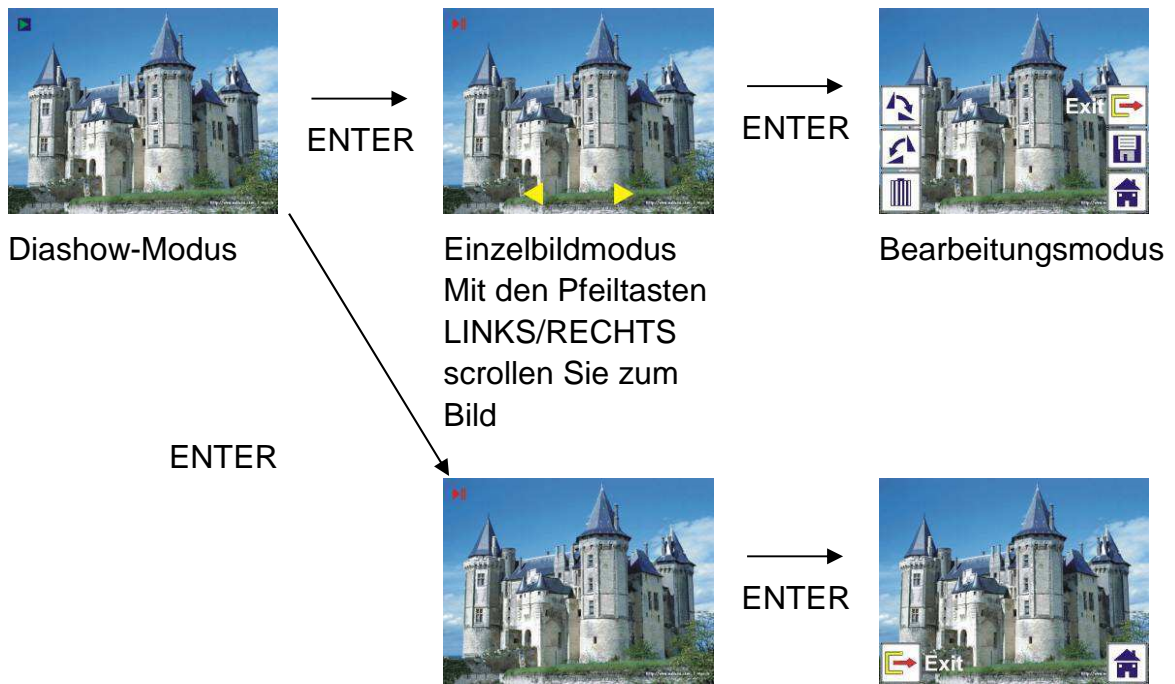 ENTER
ENTER
Exit
Diashow-Modus
Einzelbildmodus
Mit den Pfeiltasten
LINKS/RECHTS
scrollen Sie zum
Bild
Bearbeitungsmodus
ENTER
ENTER
Exit